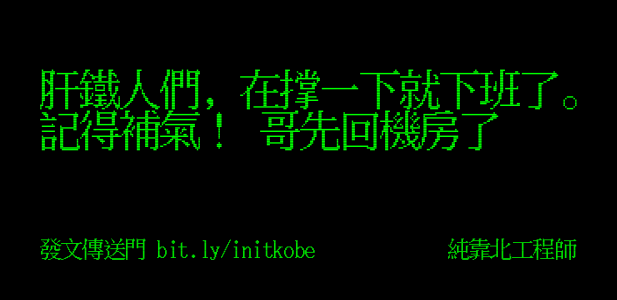 肝鐵人們，在撐一下就下班了。
記得補氣！ 哥先回機房了
發文傳送門 bit.ly/initkobe
純靠北工程師